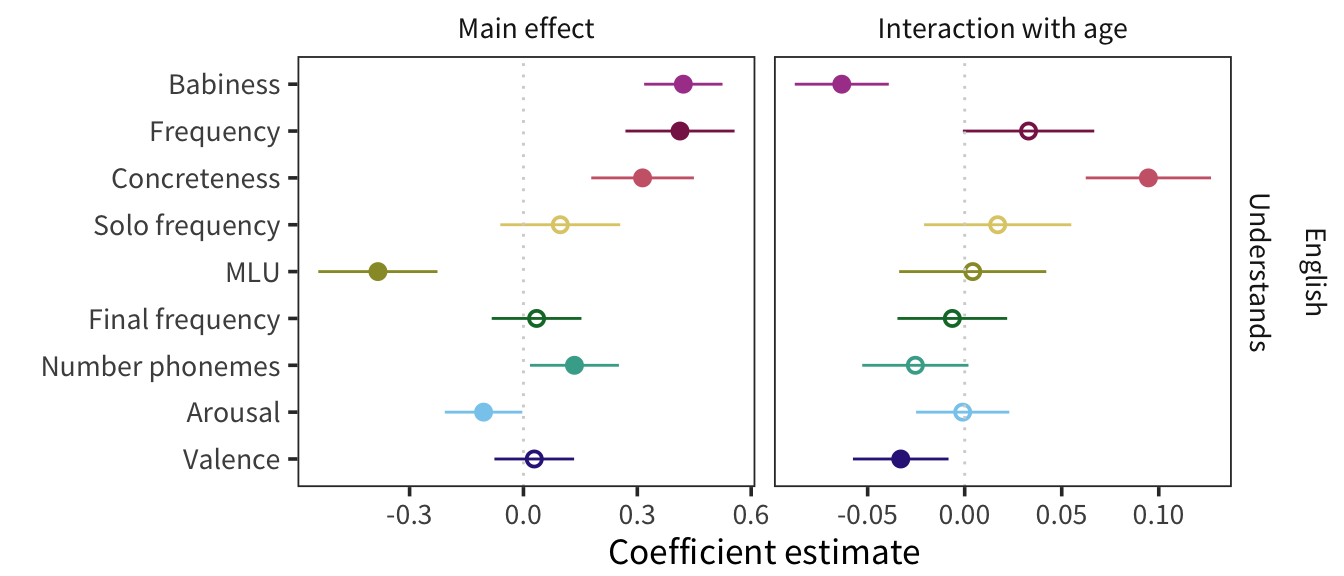 Main effect
Interaction with age
Babiness
Frequency
Concreteness
Solo frequency
MLU
Final frequency
Number phonemes
Arousal
Valence
-0.3 0.0 0.3 0.6
-0.05 0.00 0.05 0.10
Coefficient estimate
Understands
English